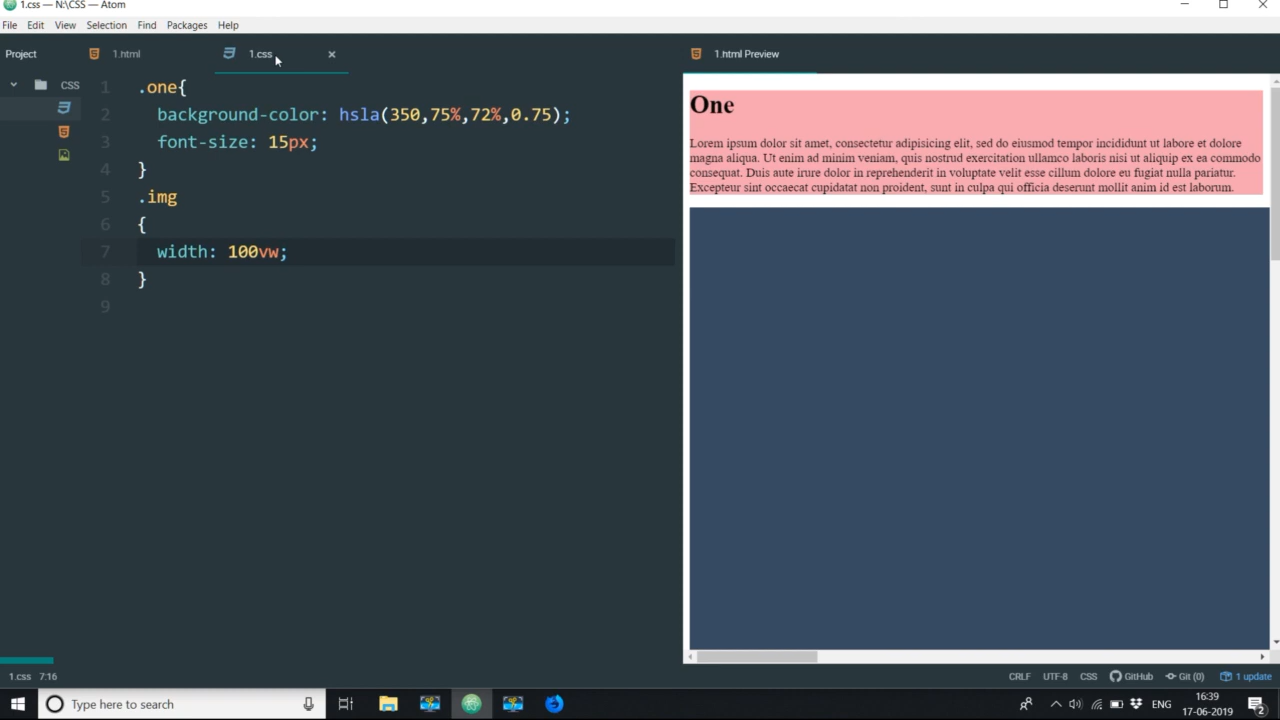 1.css — N:\CSS — Atom
File Edit View Selection Find Packages Help
Project 1.html 1.css 1.html Preview
CSS
1 .one{
2 background-color: hsla(350,75%,72%,0.75);
3 font-size: 15px;
4 }
5 .img
6 {
7 width: 100vw;
8 }
9
One
Lorem ipsum dolor sit amet, consectetur adipisicing elit, sed do eiusmod tempor incididunt ut labore et dolore
magna aliqua. Ut enim ad minim veniam, quis nostrud exercitation ullamco laboris nisi ut aliquip ex ea commodo
consequat. Duis aute irure dolor in reprehenderit in voluptate velit esse cillum dolore eu fugiat nulla pariatur.
Excepteur sint occaecat cupidatat non proident, sunt in culpa qui officia deserunt mollit anim id est laborum.
1.css 7:16 CRLF UTF-8 CSS GitHub Git (0) 1 update
Type here to search ENG 16:39
17-06-2019 2